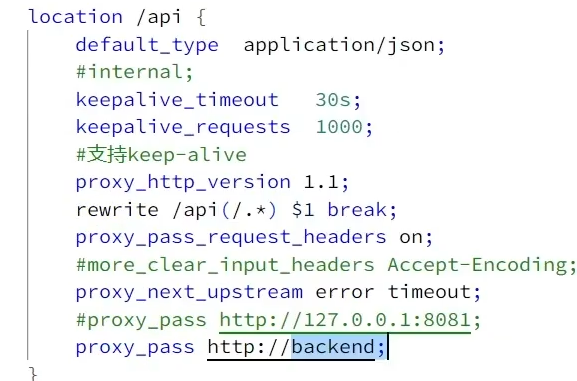 location /api {
default_type  application/json;
#internal;
keepalive_timeout   30s;
keepalive_requests  1000;
#支持keep-alive
proxy_http_version 1.1;
rewrite /api(/.*) $1 break;
proxy_pass_request_headers on;
#more_clear_input_headers Accept-Encoding;
proxy_next_upstream error timeout;
#proxy_pass http://127.0.0.1:8081;
proxy_pass http://backend;
}